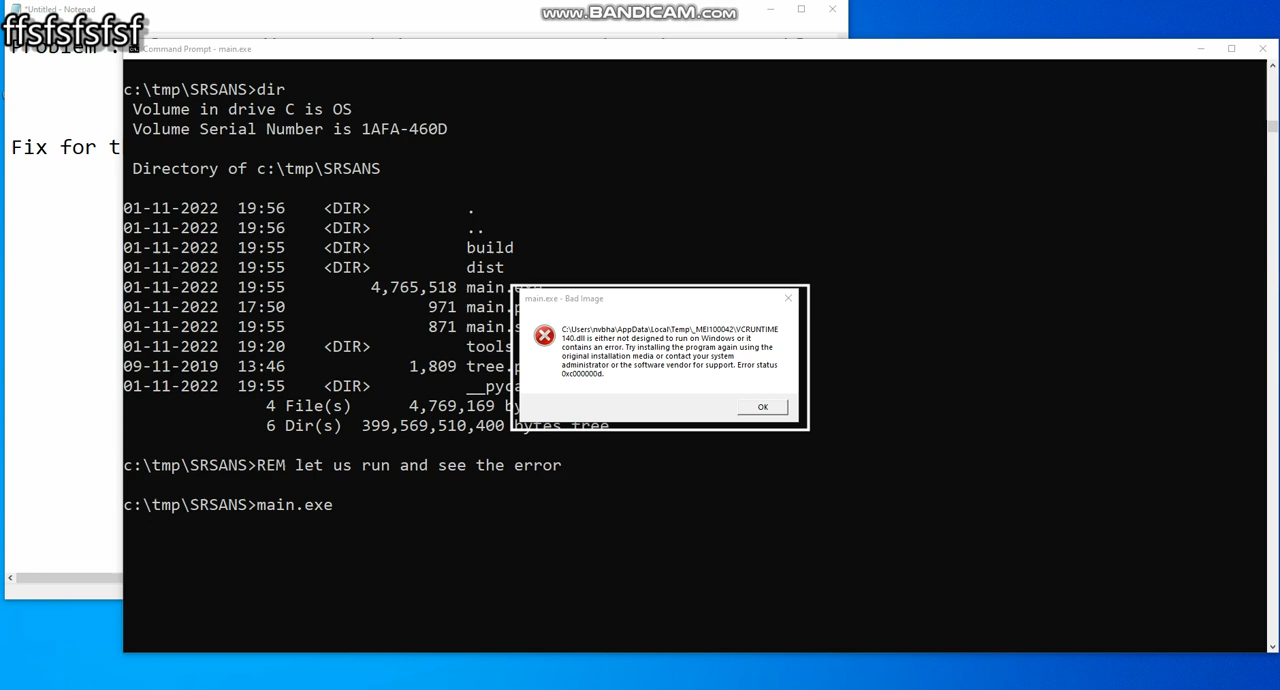 *Untitled - Notepad
www.BANDICAM.com
ffsfsfsfsf
Problem :
Fix for t
Command Prompt - main.exe
c:\tmp\SRSANS>dir
Volume in drive C is OS
Volume Serial Number is 1AFA-460D
Directory of c:\tmp\SRSANS
01-11-2022 19:56 <DIR> .
01-11-2022 19:56 <DIR> ..
01-11-2022 19:55 <DIR> build
01-11-2022 19:55 <DIR> dist
01-11-2022 19:55 4,765,518 main.exe
01-11-2022 17:50 971 main.p
01-11-2022 19:55 871 main.s
01-11-2022 19:20 <DIR> tools
09-11-2019 13:46 1,809 tree.p
01-11-2022 19:55 <DIR> __pyca
4 File(s) 4,769,169 by
6 Dir(s) 399,569,510,400 bytes free
c:\tmp\SRSANS>REM let us run and see the error
c:\tmp\SRSANS>main.exe
main.exe - Bad Image
C:\Users\nvbha\AppData\Local\Temp\_MEI100042\VCRUNTIME
140.dll is either not designed to run on Windows or it
contains an error. Try installing the program again using the
original installation media or contact your system
administrator or the software vendor for support. Error status
0xc000000d.
OK